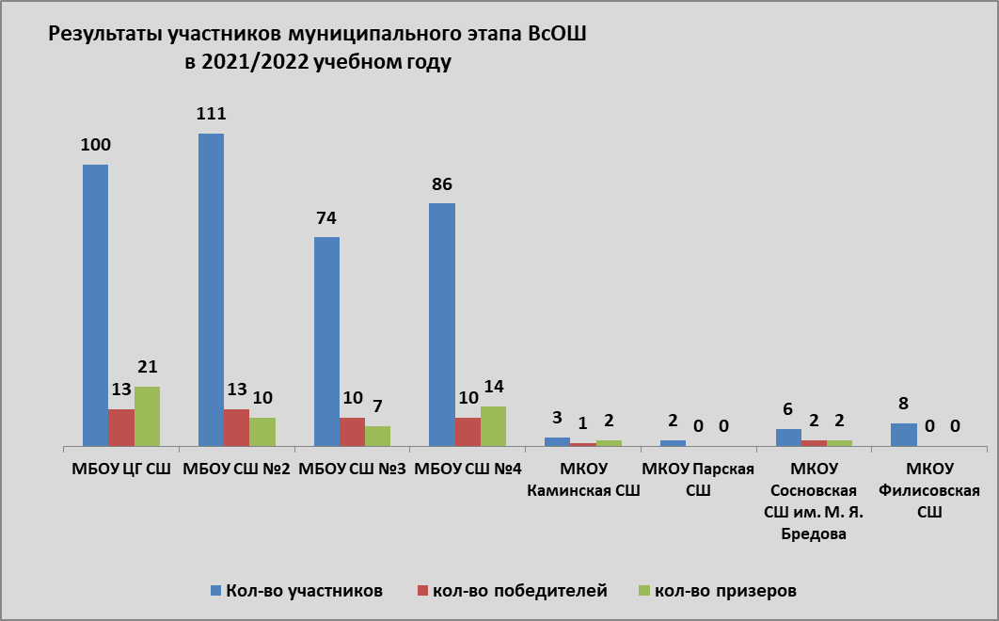 Результаты участников муниципального этапа ВсОШ
в 2021/2022 учебном году
100
13
21
111
13
10
74
10
7
86
10
14
3
1
2
2
0
0
6
2
2
8
0
0
МБОУ ЦГ СШ
МБОУ СШ №2
МБОУ СШ №3
МБОУ СШ №4
МКОУ
Каминская СШ
МКОУ Парская
СШ
МКОУ
Сосновская
СШ им. М. Я.
Бредова
МКОУ
Филисовская
СШ
Кол-во участников
кол-во победителей
кол-во призеров